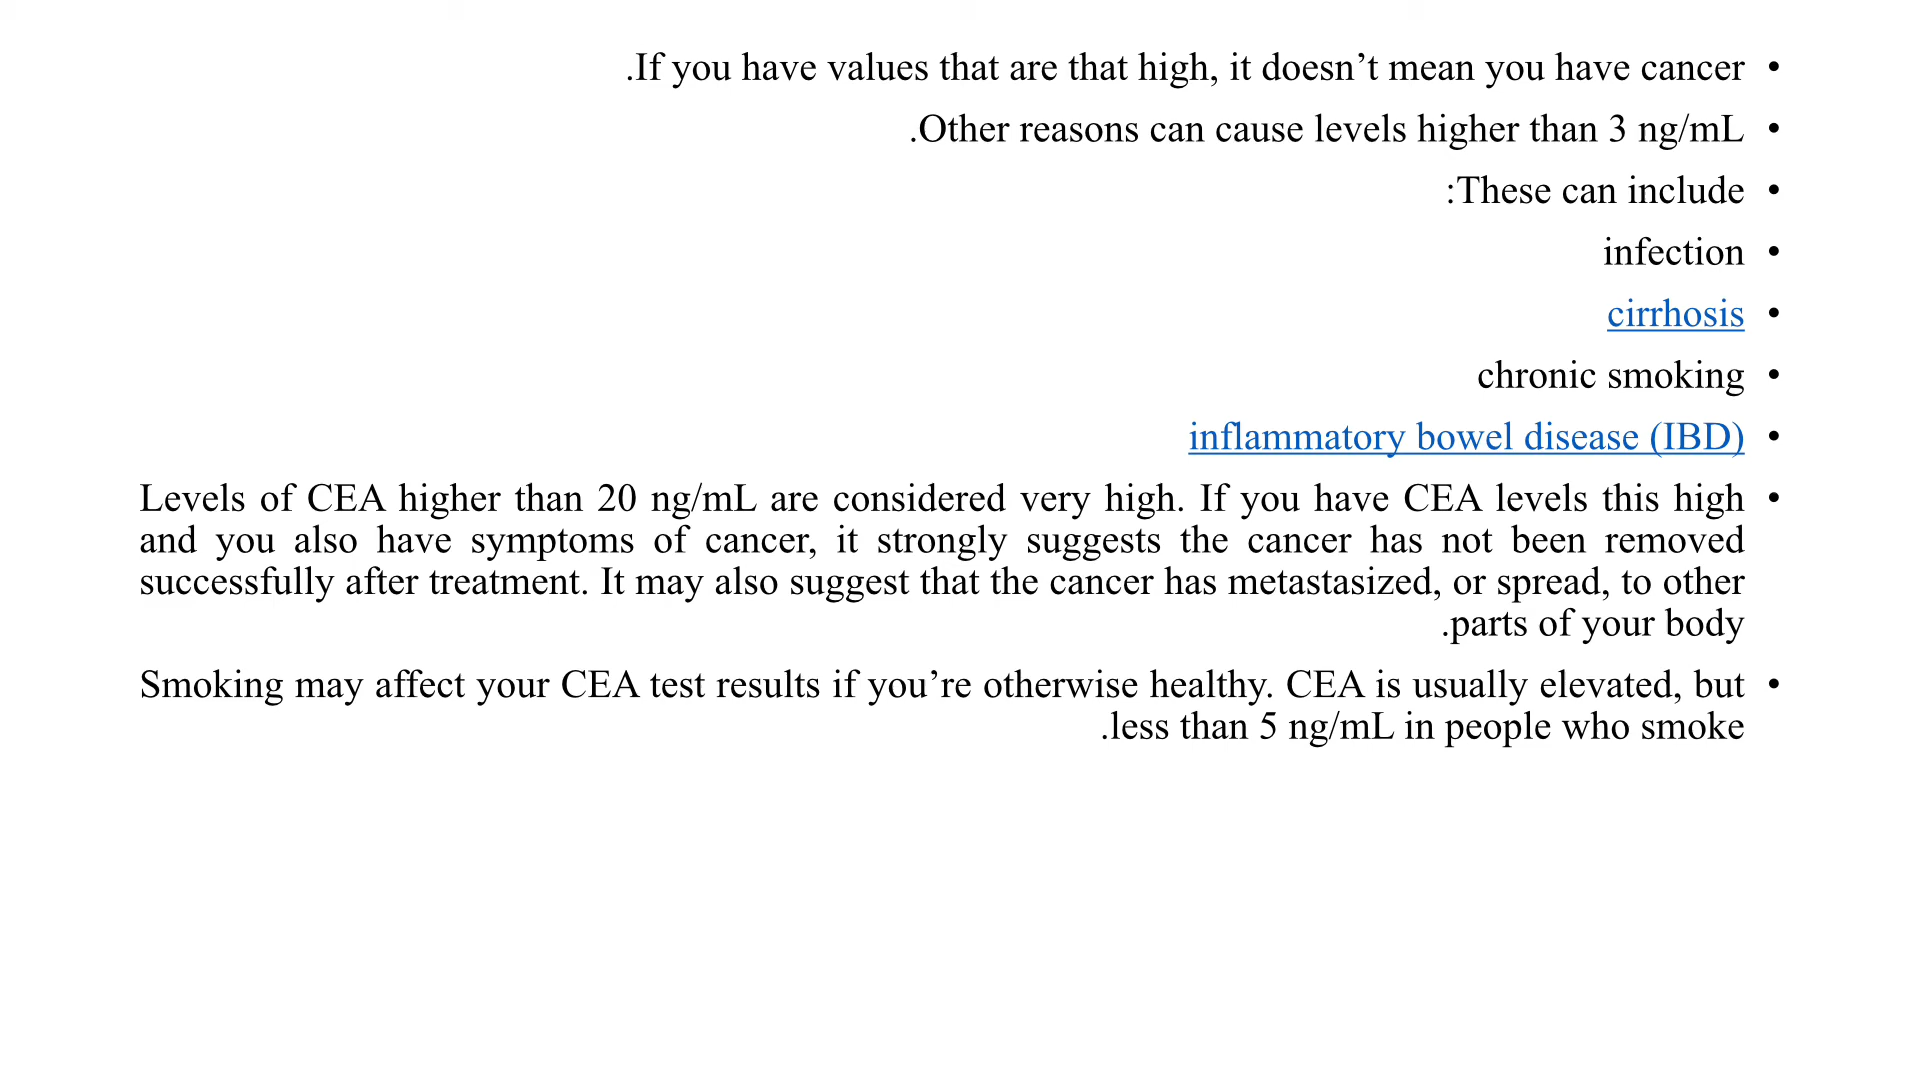 • If you have values that are that high, it doesn’t mean you have cancer.
• Other reasons can cause levels higher than 3 ng/mL.
• These can include:
• infection
• cirrhosis
• chronic smoking
• inflammatory bowel disease (IBD)
• Levels of CEA higher than 20 ng/mL are considered very high. If you have CEA levels this high
and you also have symptoms of cancer, it strongly suggests the cancer has not been removed
successfully after treatment. It may also suggest that the cancer has metastasized, or spread, to other
parts of your body.
• Smoking may affect your CEA test results if you’re otherwise healthy. CEA is usually elevated, but
less than 5 ng/mL in people who smoke.